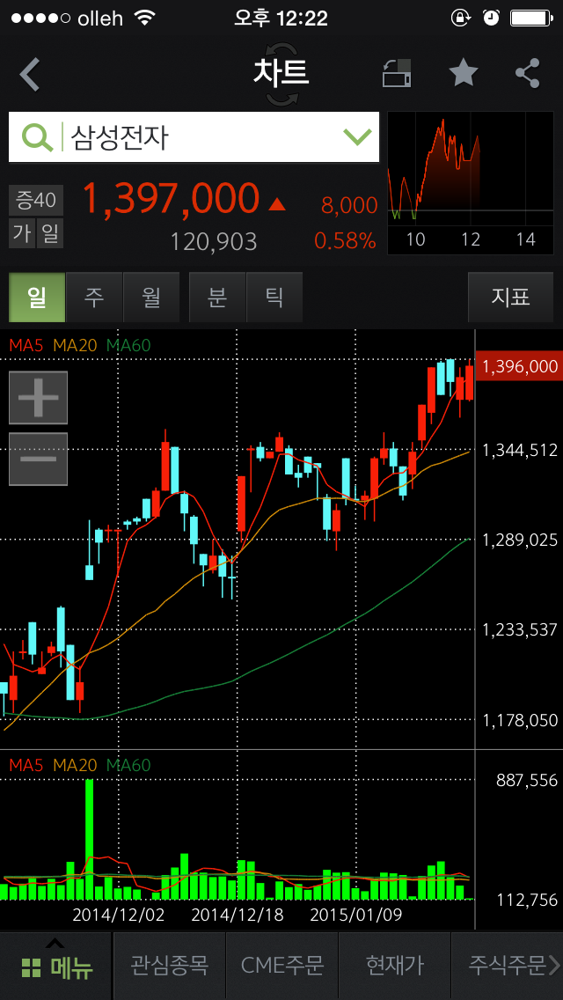 olleh 오후 12:22
차트
삼성전자
증40 1,397,000 ▲ 8,000
가 일 120,903 0.58%
10 12 14
일 주 월 분 틱 지표
MA5 MA20 MA60
1,396,000
1,344,512
1,289,025
1,233,537
1,178,050
MA5 MA20 MA60
887,556
112,756
2014/12/02 2014/12/18 2015/01/09
메뉴 관심종목 CME주문 현재가 주식주문